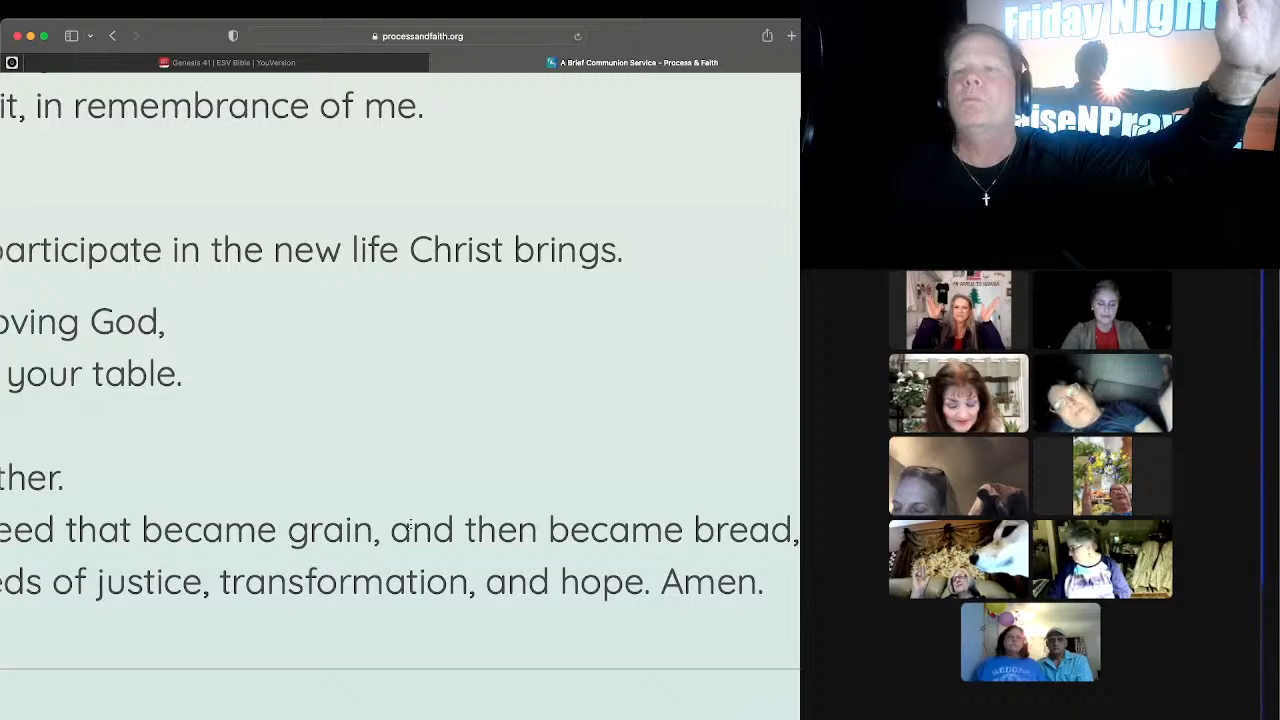 processandfaith.org
Genesis 41 | ESV Bible | YouVersion
A Brief Communion Service - Process & Faith
it, in remembrance of me.
participate in the new life Christ brings.
oving God,
your table.
ther.
eed that became grain, and then became bread,
eds of justice, transformation, and hope. Amen.
Friday Night
iseNPray